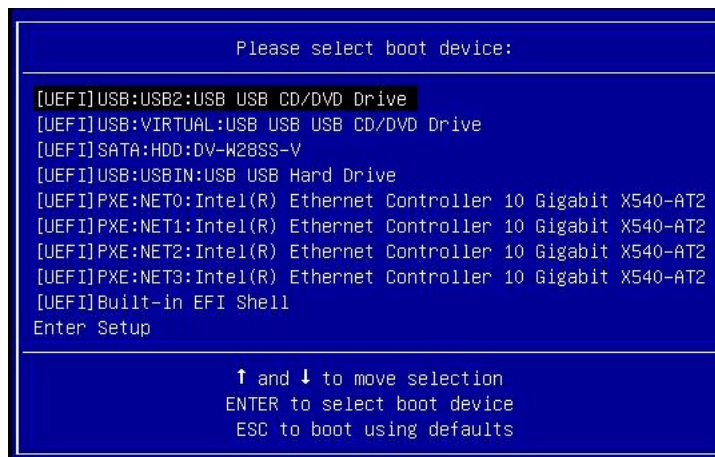 Please select boot device:
[UEFI]USB:USB2:USB USB CD/DVD Drive
[UEFI]USB:VIRTUAL:USB USB USB CD/DVD Drive
[UEFI]SATA:HDD:DV-W28SS-V
[UEFI]USB:USBIN:USB USB Hard Drive
[UEFI]PXE:NET0:Intel(R) Ethernet Controller 10 Gigabit X540-AT2
[UEFI]PXE:NET1:Intel(R) Ethernet Controller 10 Gigabit X540-AT2
[UEFI]PXE:NET2:Intel(R) Ethernet Controller 10 Gigabit X540-AT2
[UEFI]PXE:NET3:Intel(R) Ethernet Controller 10 Gigabit X540-AT2
[UEFI]Built-in EFI Shell
Enter Setup
↑ and ↓ to move selection
ENTER to select boot device
ESC to boot using defaults